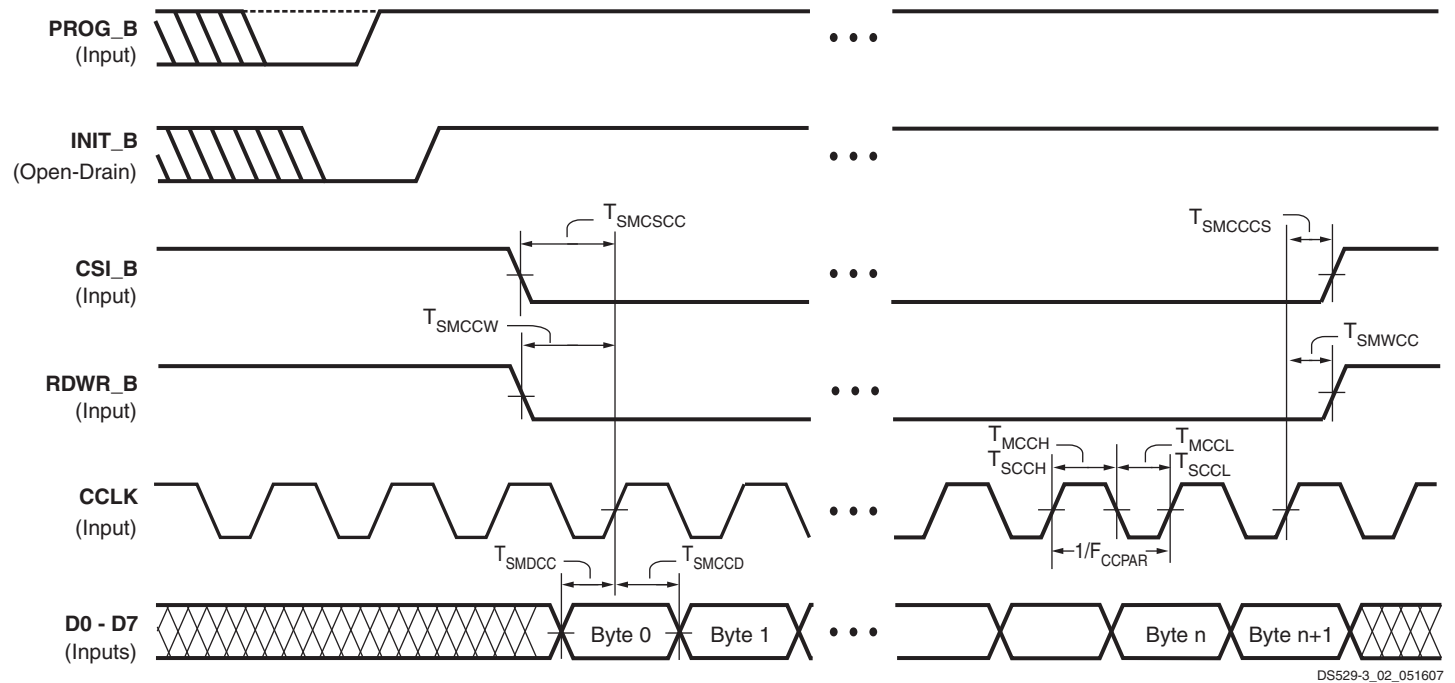 PROG_B
(Input)
INIT_B
(Open-Drain)
T_SMCSCC
T_SMCCCS
CSI_B
(Input)
T_SMCCW
T_SMWCC
RDWR_B
(Input)
T_MCCH
T_SCCH
T_MCCL
T_SCCL
CCLK
(Input)
1/F_CCPAR
T_SMDCC
T_SMCCD
D0 - D7
(Inputs)
Byte 0
Byte 1
Byte n
Byte n+1
DS529-3_02_051607